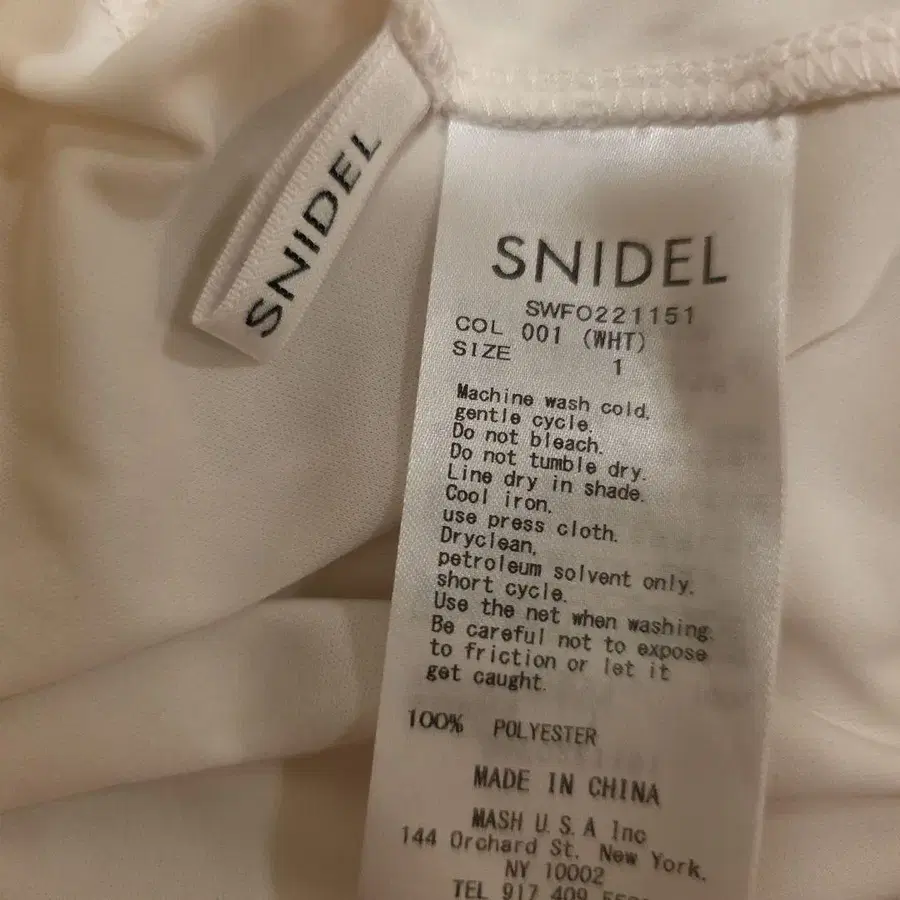 SNIDEL
SNIDEL
SWFO221151
COL 001 (WHT)
SIZE 1
Machine wash cold,
gentle cycle.
Do not bleach.
Do not tumble dry.
Line dry in shade.
Cool iron,
use press cloth.
Dryclean,
petroleum solvent only.
short cycle.
Use the net when washing.
Be careful not to expose
to friction or let it
get caught.
100% POLYESTER
MADE IN CHINA
MASH U.S.A Inc
144 Orchard St, New York,
NY 10002
TEL 917 409